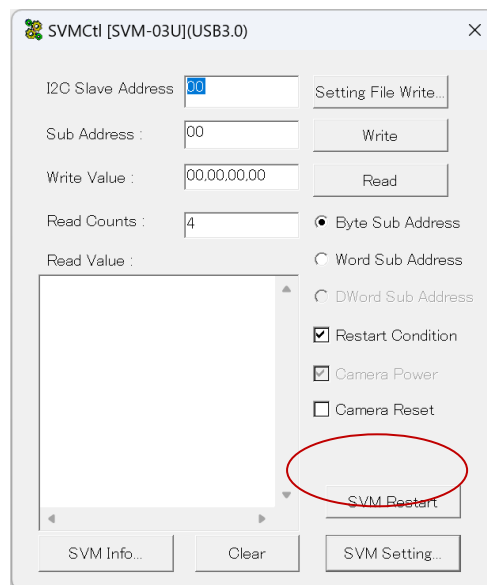 SVMCtl [SVM-03U](USB3.0)
I2C Slave Address 00 Setting File Write...
Sub Address : 00 Write
Write Value : 00,00,00,00 Read
Read Counts : 4 Byte Sub Address
Read Value : Word Sub Address
DWord Sub Address
Restart Condition
Camera Power
Camera Reset
SVM Restart
SVM Info... Clear SVM Setting...